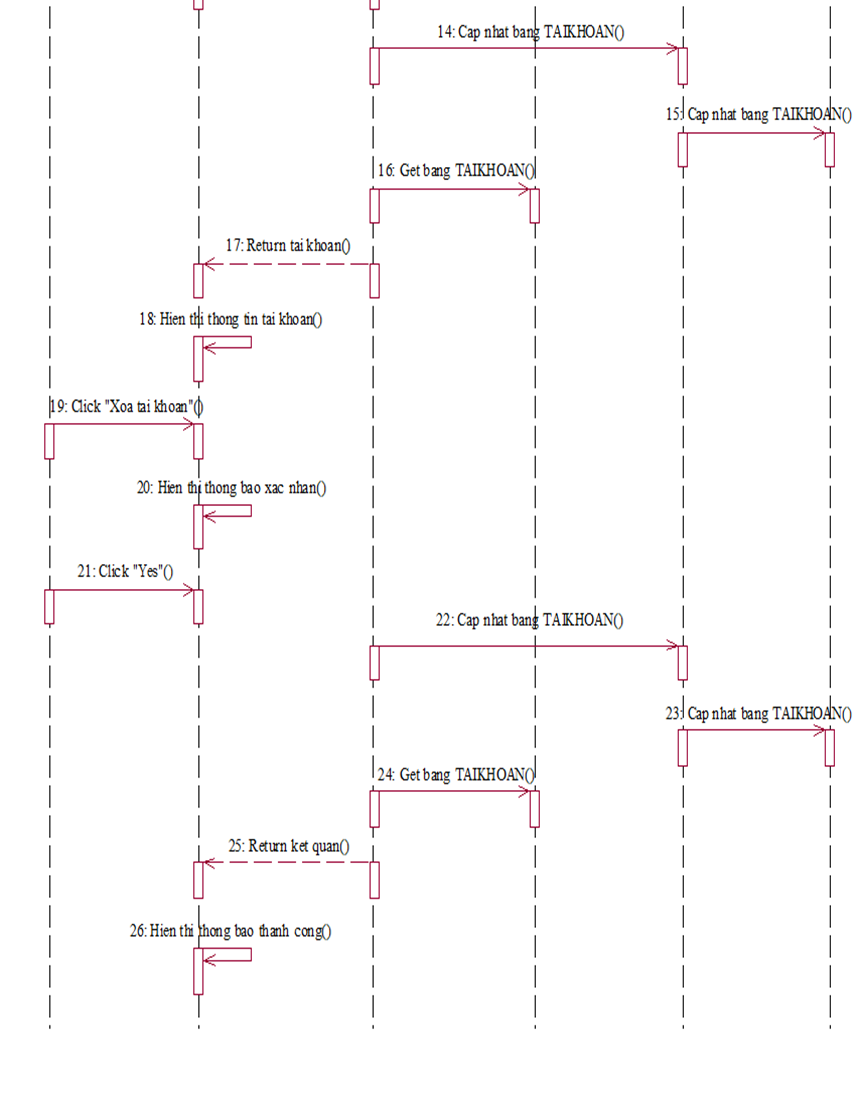 14: Cap nhat bang TAIKHOAN()
15: Cap nhat bang TAIKHOAN()
16: Get bang TAIKHOAN()
17: Return tai khoan()
18: Hien thi thong tin tai khoan()
19: Click "Xoa tai khoan"()
20: Hien thi thong bao xac nhan()
21: Click "Yes"()
22: Cap nhat bang TAIKHOAN()
23: Cap nhat bang TAIKHOAN()
24: Get bang TAIKHOAN()
25: Return ket quan()
26: Hien thi thong bao thanh cong()